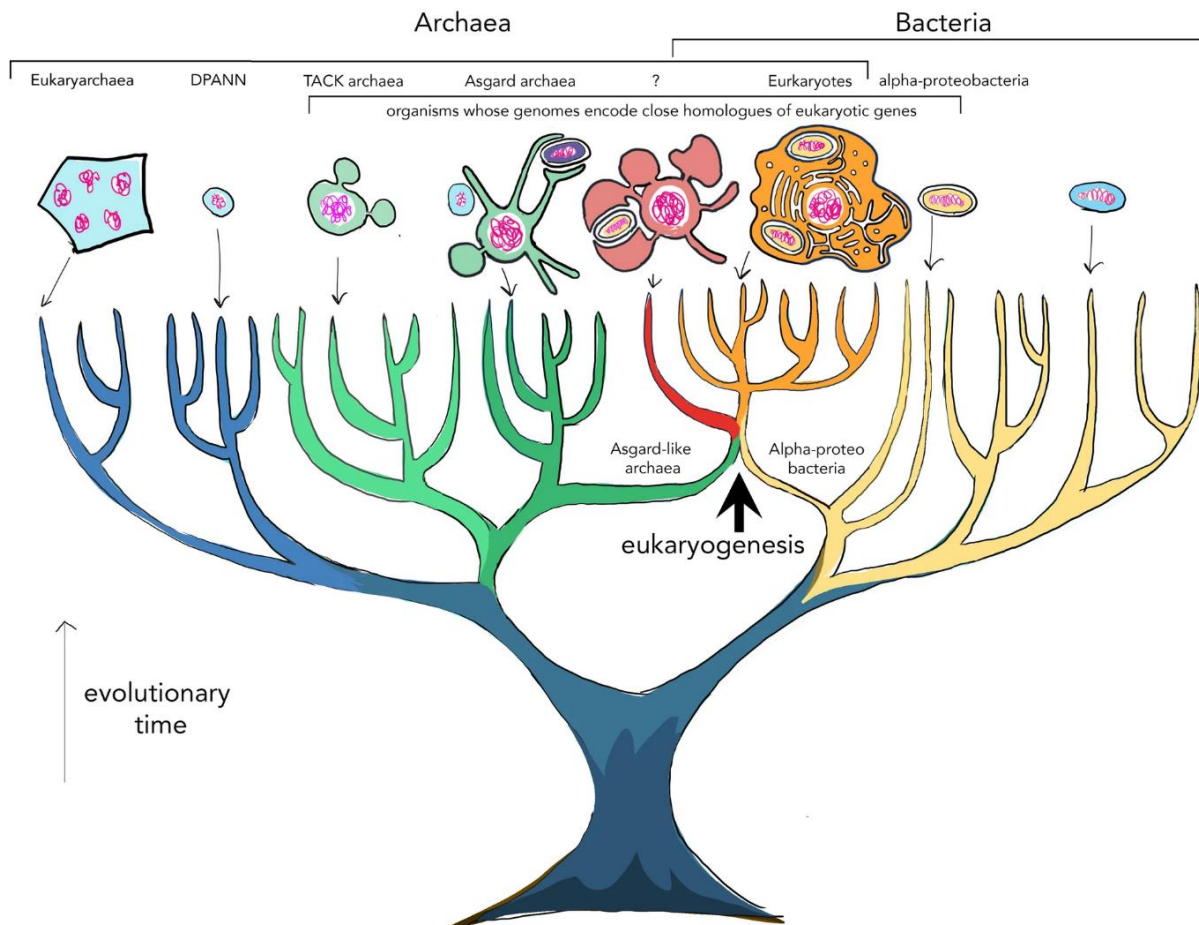 Archaea
Bacteria
Eukaryarchaea
DPANN
TACK archaea
Asgard archaea
?
Eurkaryotes
alpha-proteobacteria
organisms whose genomes encode close homologues of eukaryotic genes
Asgard-like
archaea
Alpha-proteo
bacteria
eukaryogenesis
evolutionary
time